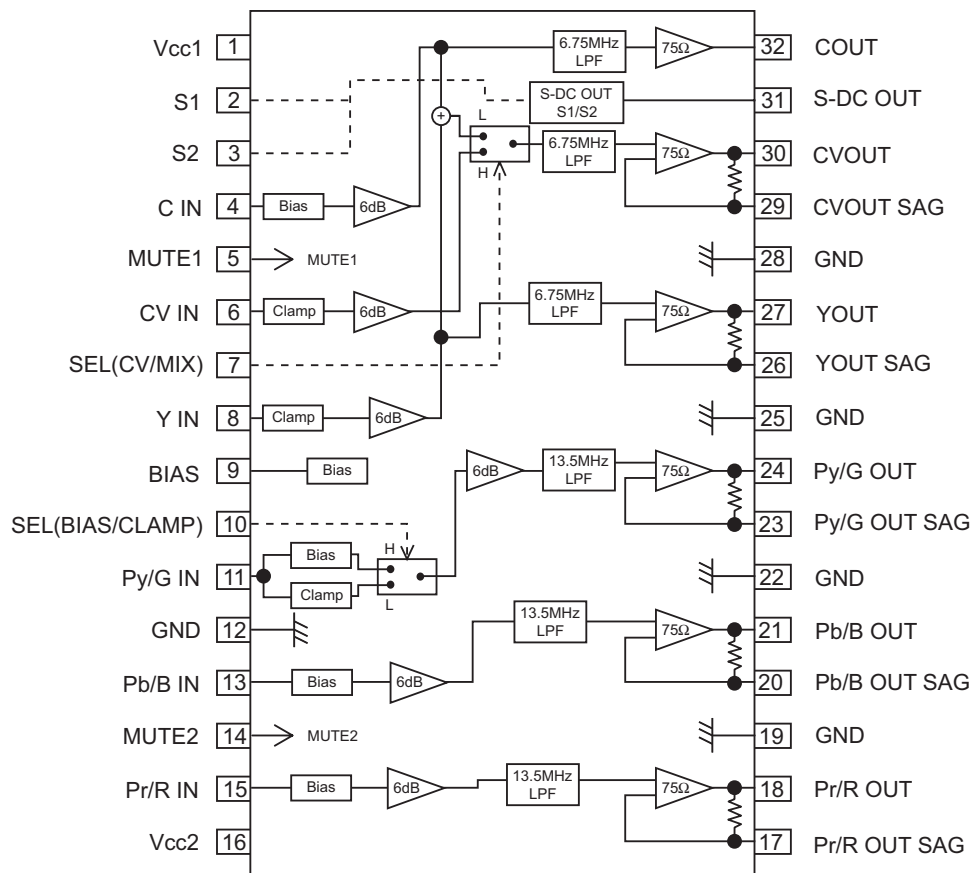 Vcc1 1
S1 2
S2 3
C IN 4
MUTE1 5
CV IN 6
SEL(CV/MIX) 7
Y IN 8
BIAS 9
SEL(BIAS/CLAMP) 10
Py/G IN 11
GND 12
Pb/B IN 13
MUTE2 14
Pr/R IN 15
Vcc2 16
6.75MHz
LPF
75Ω
S-DC OUT
S1/S2
L
+
H
6.75MHz
LPF
75Ω
Bias
6dB
MUTE1
Clamp
6dB
6.75MHz
LPF
75Ω
Clamp
6dB
Bias
6dB
13.5MHz
LPF
75Ω
Bias
H
Clamp
L
13.5MHz
LPF
75Ω
Bias
6dB
MUTE2
Bias
6dB
13.5MHz
LPF
75Ω
32 COUT
31 S-DC OUT
30 CVOUT
29 CVOUT SAG
28 GND
27 YOUT
26 YOUT SAG
25 GND
24 Py/G OUT
23 Py/G OUT SAG
22 GND
21 Pb/B OUT
20 Pb/B OUT SAG
19 GND
18 Pr/R OUT
17 Pr/R OUT SAG